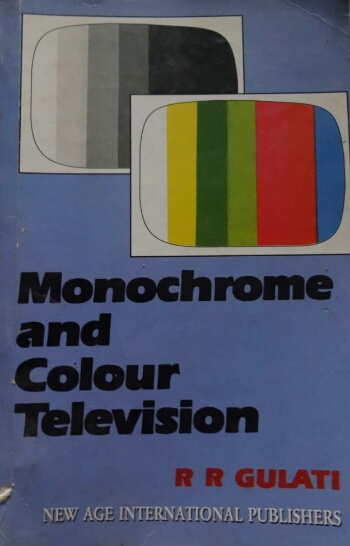 Monochrome
and
Colour
Television
R R GULATI
NEW AGE INTERNATIONAL PUBLISHERS